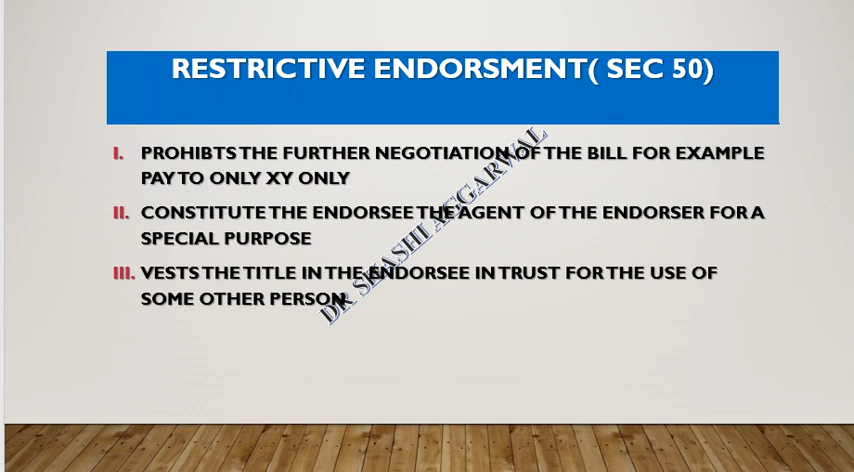 RESTRICTIVE ENDORSMENT( SEC 50)
I. PROHIBTS THE FURTHER NEGOTIATION OF THE BILL FOR EXAMPLE
PAY TO ONLY XY ONLY
II. CONSTITUTE THE ENDORSEE THE AGENT OF THE ENDORSER FOR A
SPECIAL PURPOSE
III. VESTS THE TITLE IN THE ENDORSEE IN TRUST FOR THE USE OF
SOME OTHER PERSON
DR SKASHI AGGARWAL